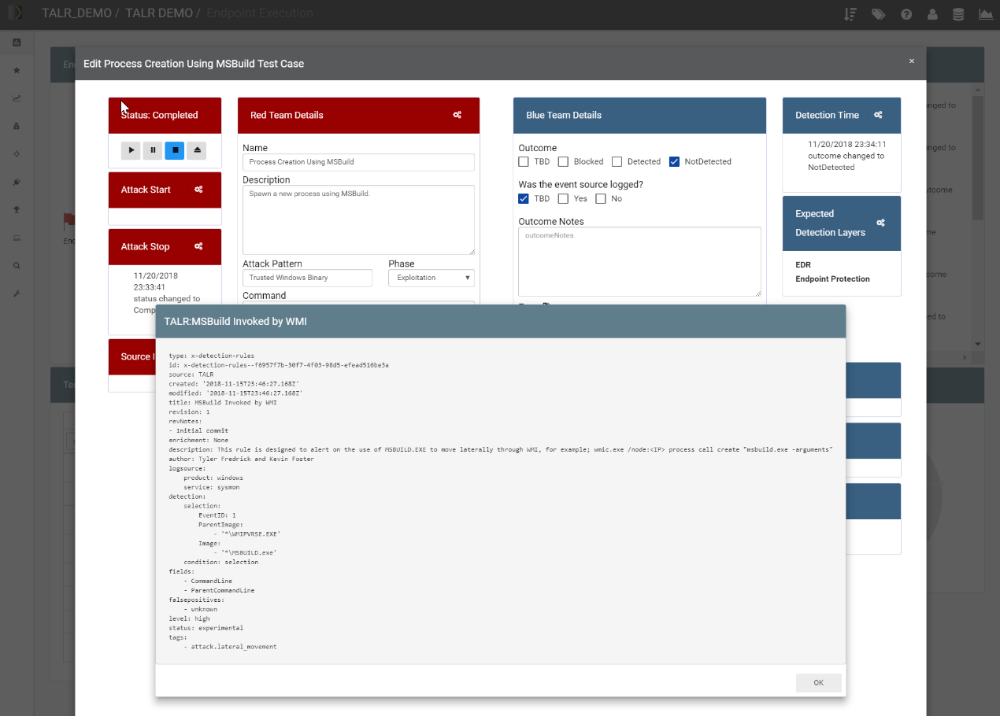 TALR_DEMO / TALR DEMO / Endpoint Execution
Edit Process Creation Using MSBuild Test Case
×
Status: Completed
Attack Start
Attack Stop
11/20/2018
23:33:41
status changed to
Comp
Source I
Red Team Details
Name
Process Creation Using MSBuild
Description
Spawn a new process using MSBuild.
Attack Pattern
Phase
Trusted Windows Binary
Exploitation
Command
Blue Team Details
Outcome
TBD
Blocked
Detected
NotDetected
Was the event source logged?
TBD
Yes
No
Outcome Notes
outcomeNotes
Detection Time
11/20/2018 23:34:11
outcome changed to
NotDetected
Expected
Detection Layers
EDR
Endpoint Protection
TALR:MSBuild Invoked by WMI
type: x-detection-rules
id: x-detection-rules--f6957f7b-30f7-4f03-98d5-efead516be3a
source: TALR
created: '2018-11-15T23:46:27.168Z'
modified: '2018-11-15T23:46:27.168Z'
title: MSBuild Invoked by WMI
revision: 1
revNotes:
- Initial commit
enrichment: None
description: This rule is designed to alert on the use of MSBUILD.EXE to move laterally through WMI, for example; wmic.exe /node:<IP> process call create "msbuild.exe -arguments"
author: Tyler Fredrick and Kevin Foster
logsource:
product: windows
service: sysmon
detection:
selection:
EventID: 1
ParentImage:
- '*\WMIPVRSE.EXE'
Image:
- '*\MSBUILD.exe'
condition: selection
fields:
- CommandLine
- ParentCommandLine
falsepositives:
- unknown
level: high
status: experimental
tags:
- attack.lateral_movement
OK